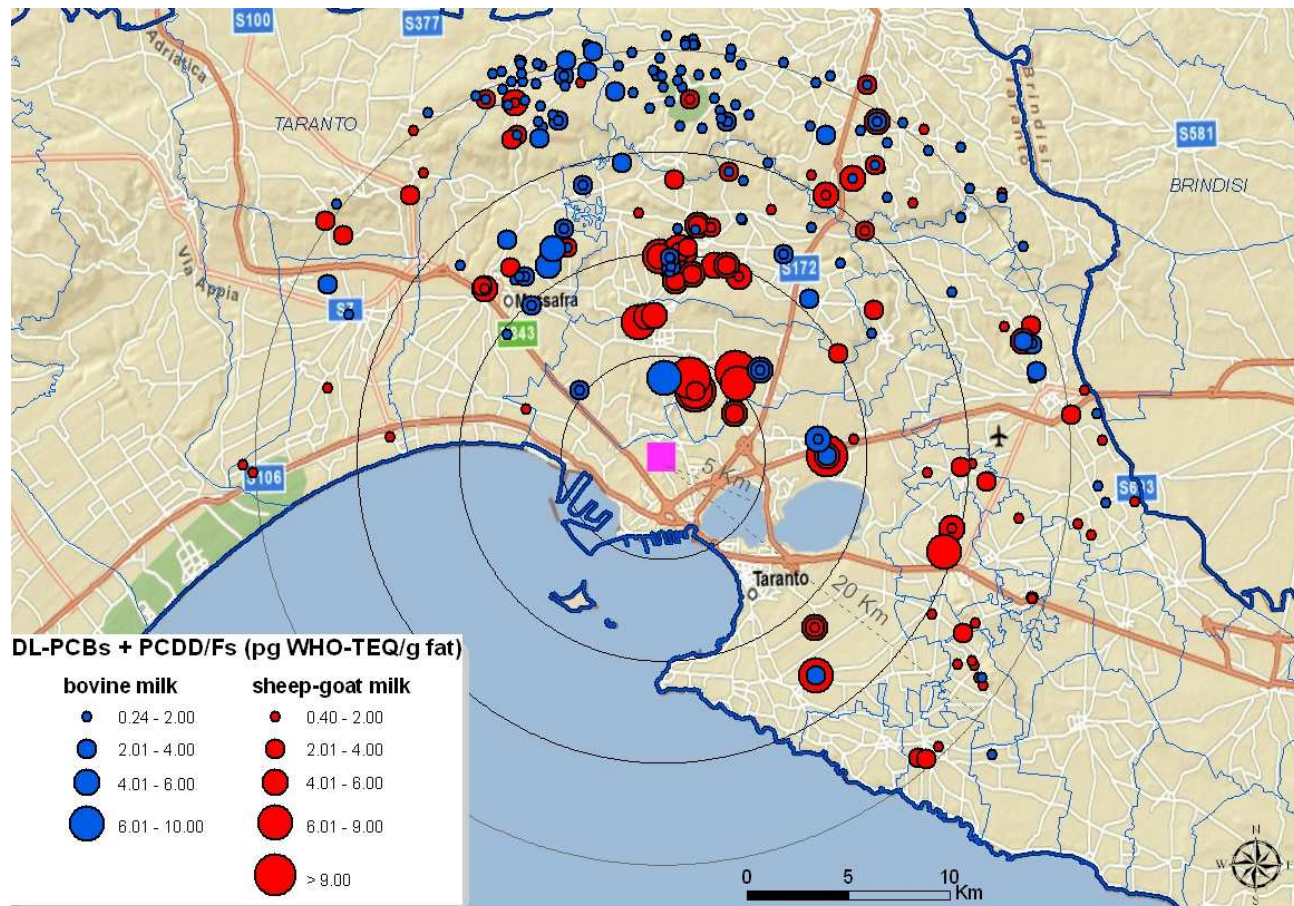 S100
S377
Adriatica
TARANTO
Brindisi
Taranto
S581
BRINDISI
Via Appia
S172
S7
Massafra
S106
5 Km
Taranto
20 Km
DL-PCBs + PCDD/Fs (pg WHO-TEQ/g fat)
bovine milk sheep-goat milk
0.24 - 2.00 0.40 - 2.00
2.01 - 4.00 2.01 - 4.00
4.01 - 6.00 4.01 - 6.00
6.01 - 10.00 6.01 - 9.00
> 9.00
0 5 10
Km
N
W E
S